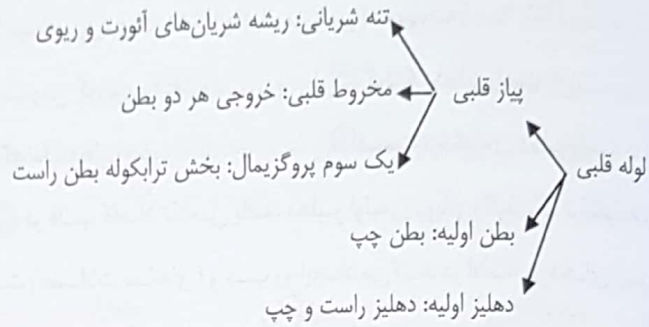 تنه شریانی: ریشه شریان‌های آئورت و ریوی
پیاز قلبی
مخروط قلبی: خروجی هر دو بطن
یک سوم پروگزیمال: بخش ترابکوله بطن راست
لوله قلبی
بطن اولیه: بطن چپ
دهلیز اولیه: دهلیز راست و چپ